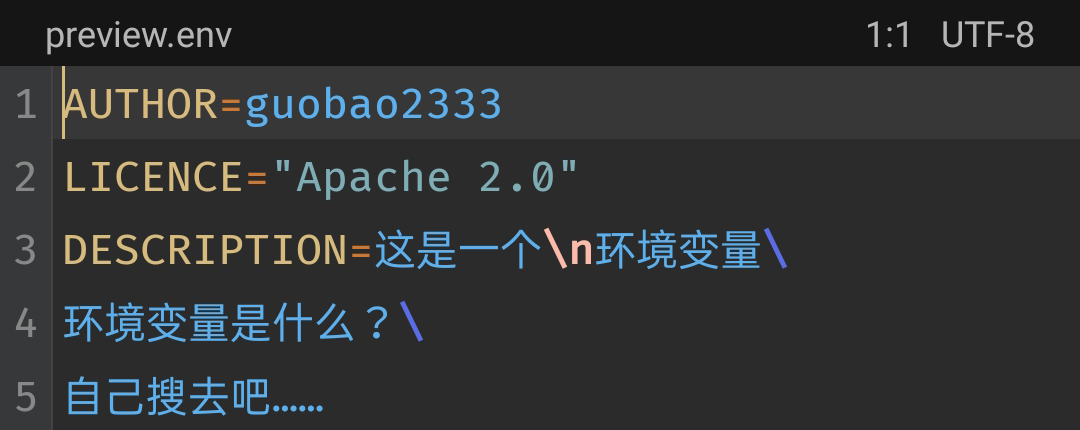 preview.env 1:1 UTF-8
1 AUTHOR=guobao2333
2 LICENCE="Apache 2.0"
3 DESCRIPTION=这是一个\n环境变量\
4 环境变量是什么？\
5 自己搜去吧……